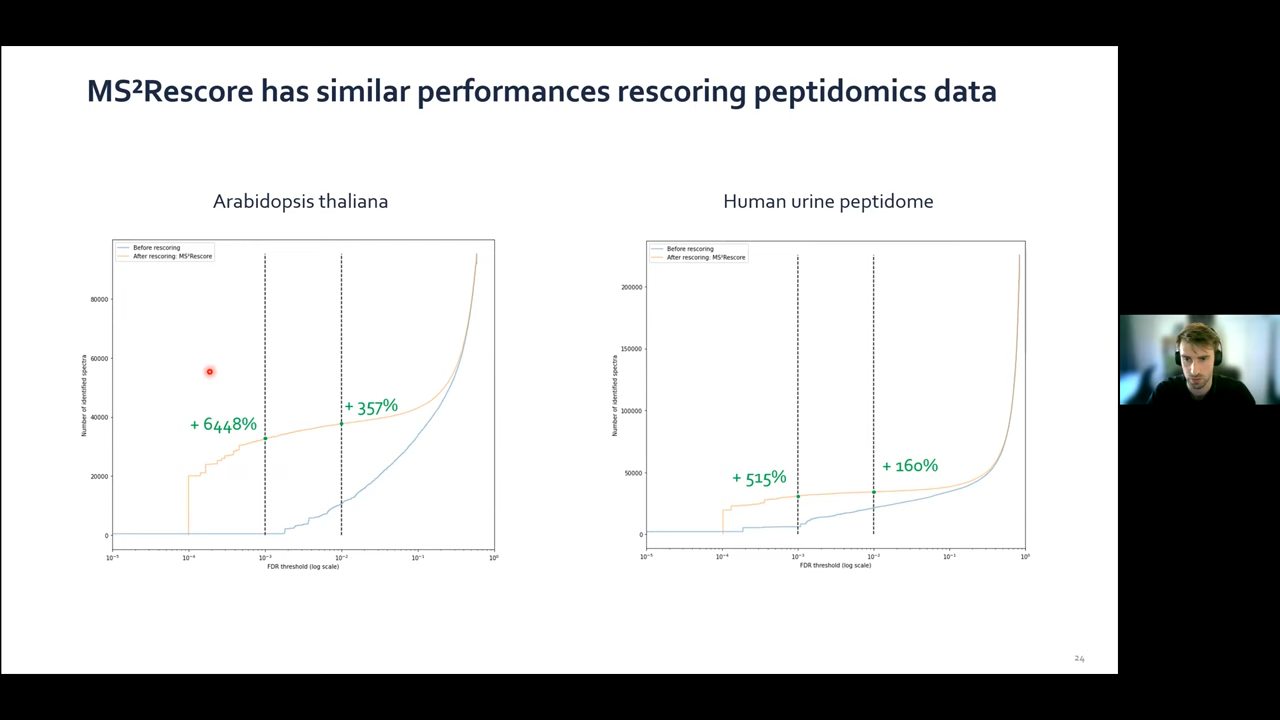 MS²Rescore has similar performances rescoring peptidomics data
Arabidopsis thaliana
Before rescoring
After rescoring: MS²Rescore
80000
60000
40000
20000
0
Number of identified spectra
+ 6448%
+ 357%
10⁻⁵ 10⁻⁴ 10⁻³ 10⁻² 10⁻¹ 10⁰
FDR threshold (log scale)
Human urine peptidome
Before rescoring
After rescoring: MS²Rescore
200000
150000
100000
50000
0
Number of identified spectra
+ 515%
+ 160%
10⁻⁵ 10⁻⁴ 10⁻³ 10⁻² 10⁻¹ 10⁰
FDR threshold (log scale)
24